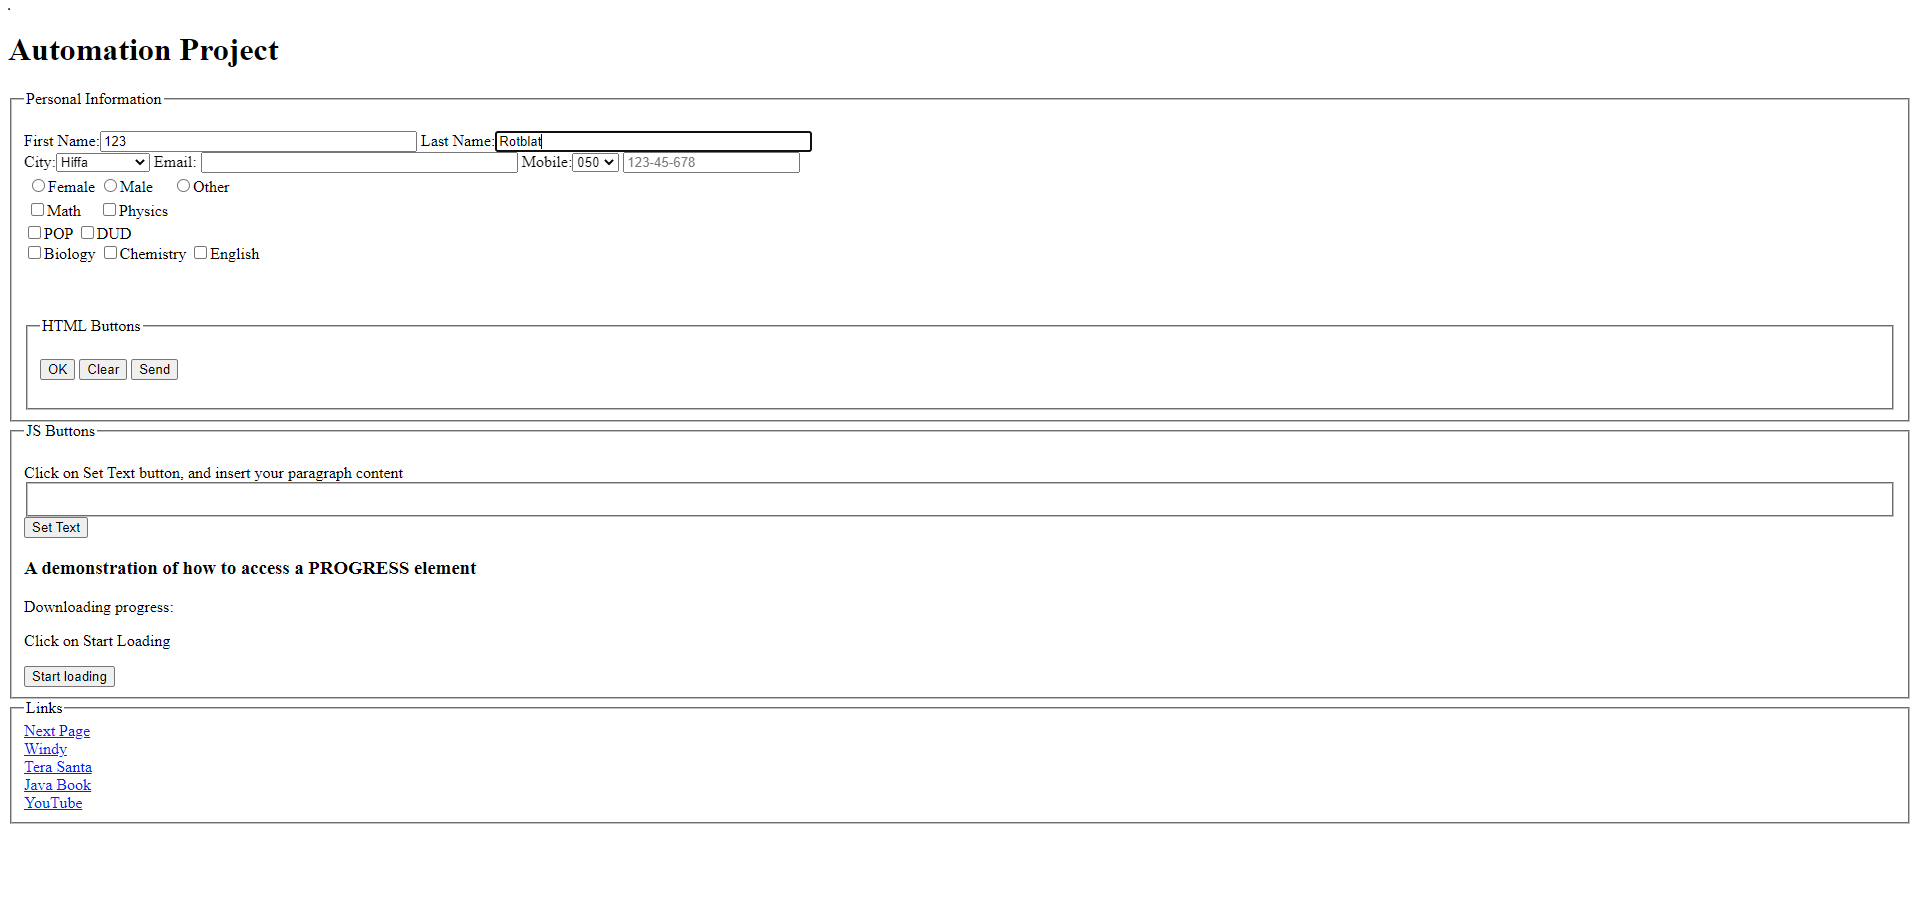 .
Automation Project
Personal Information
First Name: 123 Last Name: Rotblat
City: Hiffa Email: Mobile: 050 123-45-678
Female Male Other
Math Physics
POP DUD
Biology Chemistry English
HTML Buttons
OK Clear Send
JS Buttons
Click on Set Text button, and insert your paragraph content
Set Text
A demonstration of how to access a PROGRESS element
Downloading progress:
Click on Start Loading
Start loading
Links
Next Page
Windy
Tera Santa
Java Book
YouTube